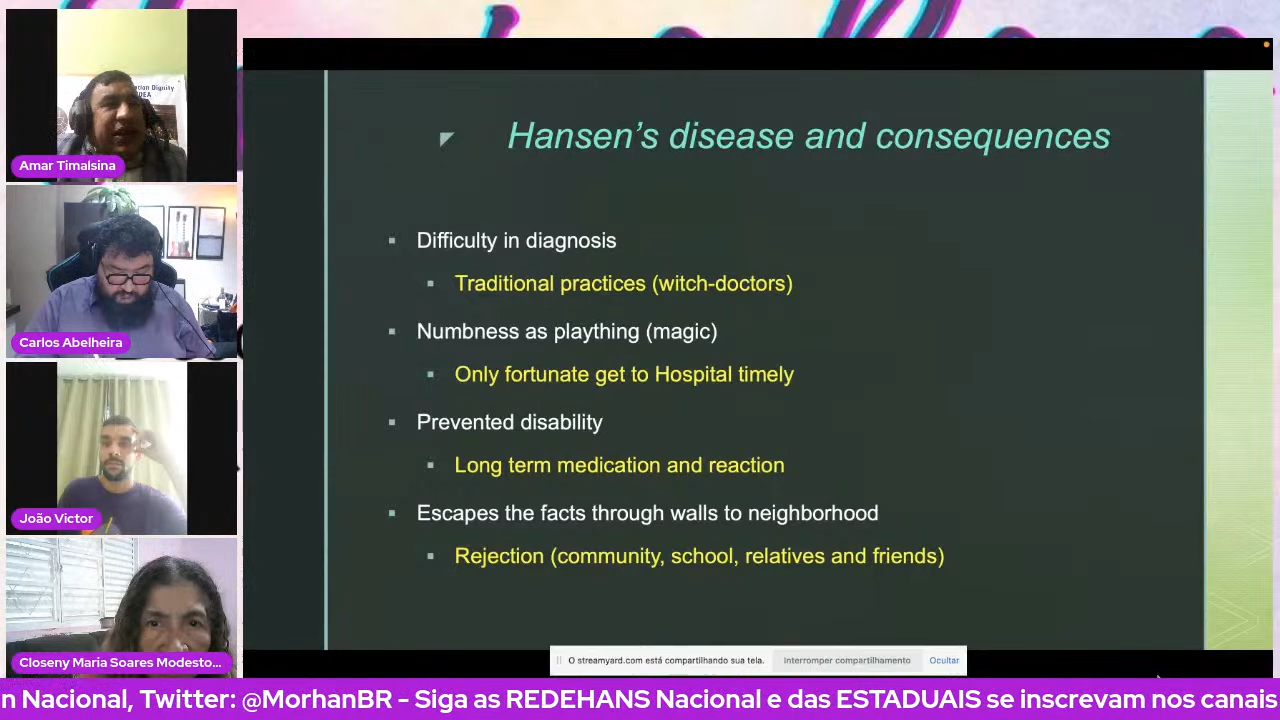 Amar Timalsina
Carlos Abelheira
João Victor
Closeny Maria Soares Modesto...
Hansen's disease and consequences
Difficulty in diagnosis
Traditional practices (witch-doctors)
Numbness as plaything (magic)
Only fortunate get to Hospital timely
Prevented disability
Long term medication and reaction
Escapes the facts through walls to neighborhood
Rejection (community, school, relatives and friends)
O streamyard.com está compartilhando sua tela.
Interromper compartilhamento
Ocultar
n Nacional, Twitter: @MorhanBR - Siga as REDEHANS Nacional e das ESTADUAIS se inscrevam nos canais